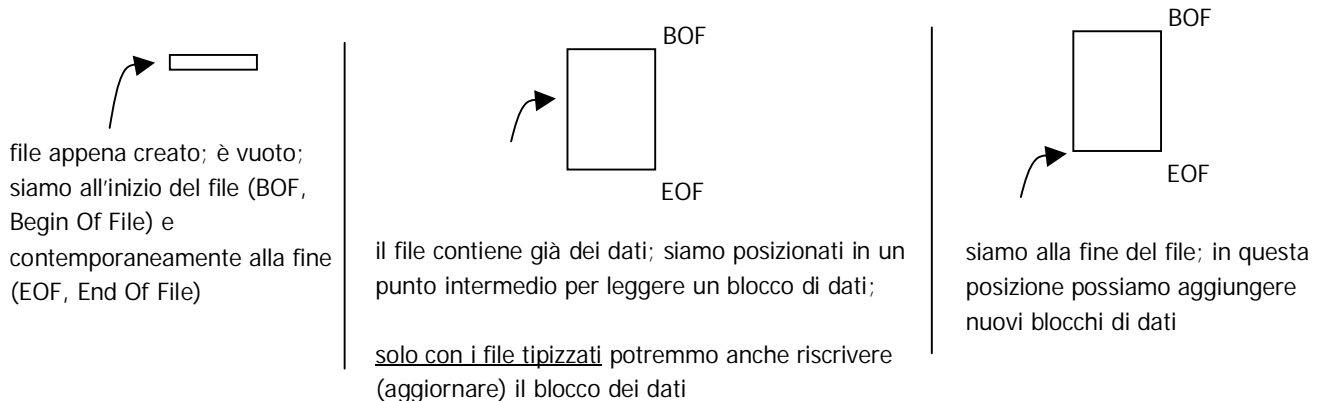 file appena creato; è vuoto;
siamo all'inizio del file (BOF,
Begin Of File) e
contemporaneamente alla fine
(EOF, End Of File)
BOF
EOF
il file contiene già dei dati; siamo posizionati in un
punto intermedio per leggere un blocco di dati;
solo con i file tipizzati potremmo anche riscrivere
(aggiornare) il blocco dei dati
BOF
EOF
siamo alla fine del file; in questa
posizione possiamo aggiungere
nuovi blocchi di dati